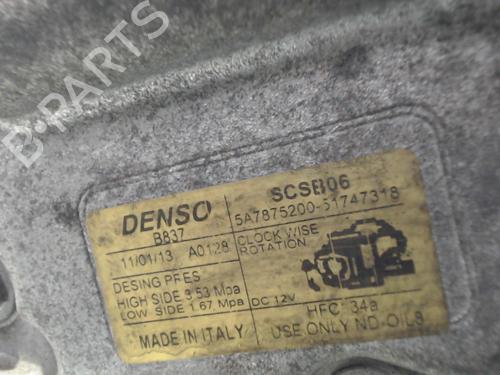 B-PARTS
DENSO
B837
11/01/13 A0128
DESING PRES
HIGH SIDE 3.53 Mpa
LOW SIDE 1.67 Mpa
MADE IN ITALY
SCSB06
5A7875200-51747318
CLOCK WISE
ROTATION
DC 12V
HFC 34a
USE ONLY ND-OIL8